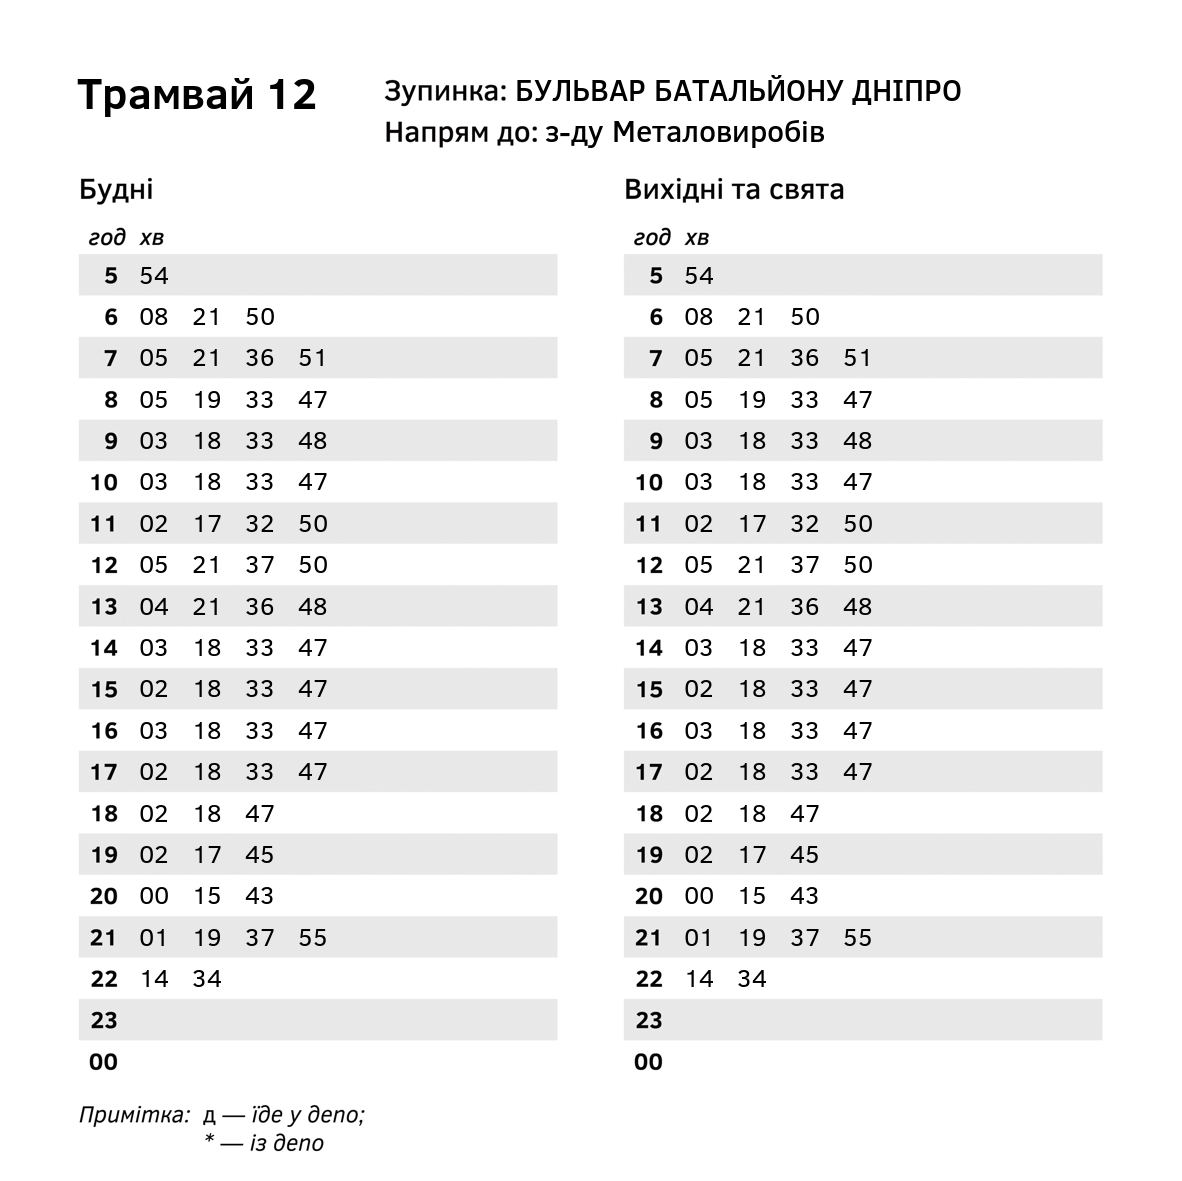 Трамвай 12
Зупинка: БУЛЬВАР БАТАЛЬЙОНУ ДНІПРО
Напрям до: з-ду Металовиробів
Будні
год хв
5 54
6 08 21 50
7 05 21 36 51
8 05 19 33 47
9 03 18 33 48
10 03 18 33 47
11 02 17 32 50
12 05 21 37 50
13 04 21 36 48
14 03 18 33 47
15 02 18 33 47
16 03 18 33 47
17 02 18 33 47
18 02 18 47
19 02 17 45
20 00 15 43
21 01 19 37 55
22 14 34
23
00
Вихідні та свята
год хв
5 54
6 08 21 50
7 05 21 36 51
8 05 19 33 47
9 03 18 33 48
10 03 18 33 47
11 02 17 32 50
12 05 21 37 50
13 04 21 36 48
14 03 18 33 47
15 02 18 33 47
16 03 18 33 47
17 02 18 33 47
18 02 18 47
19 02 17 45
20 00 15 43
21 01 19 37 55
22 14 34
23
00
Примітка: д — їде у депо;
* — із депо